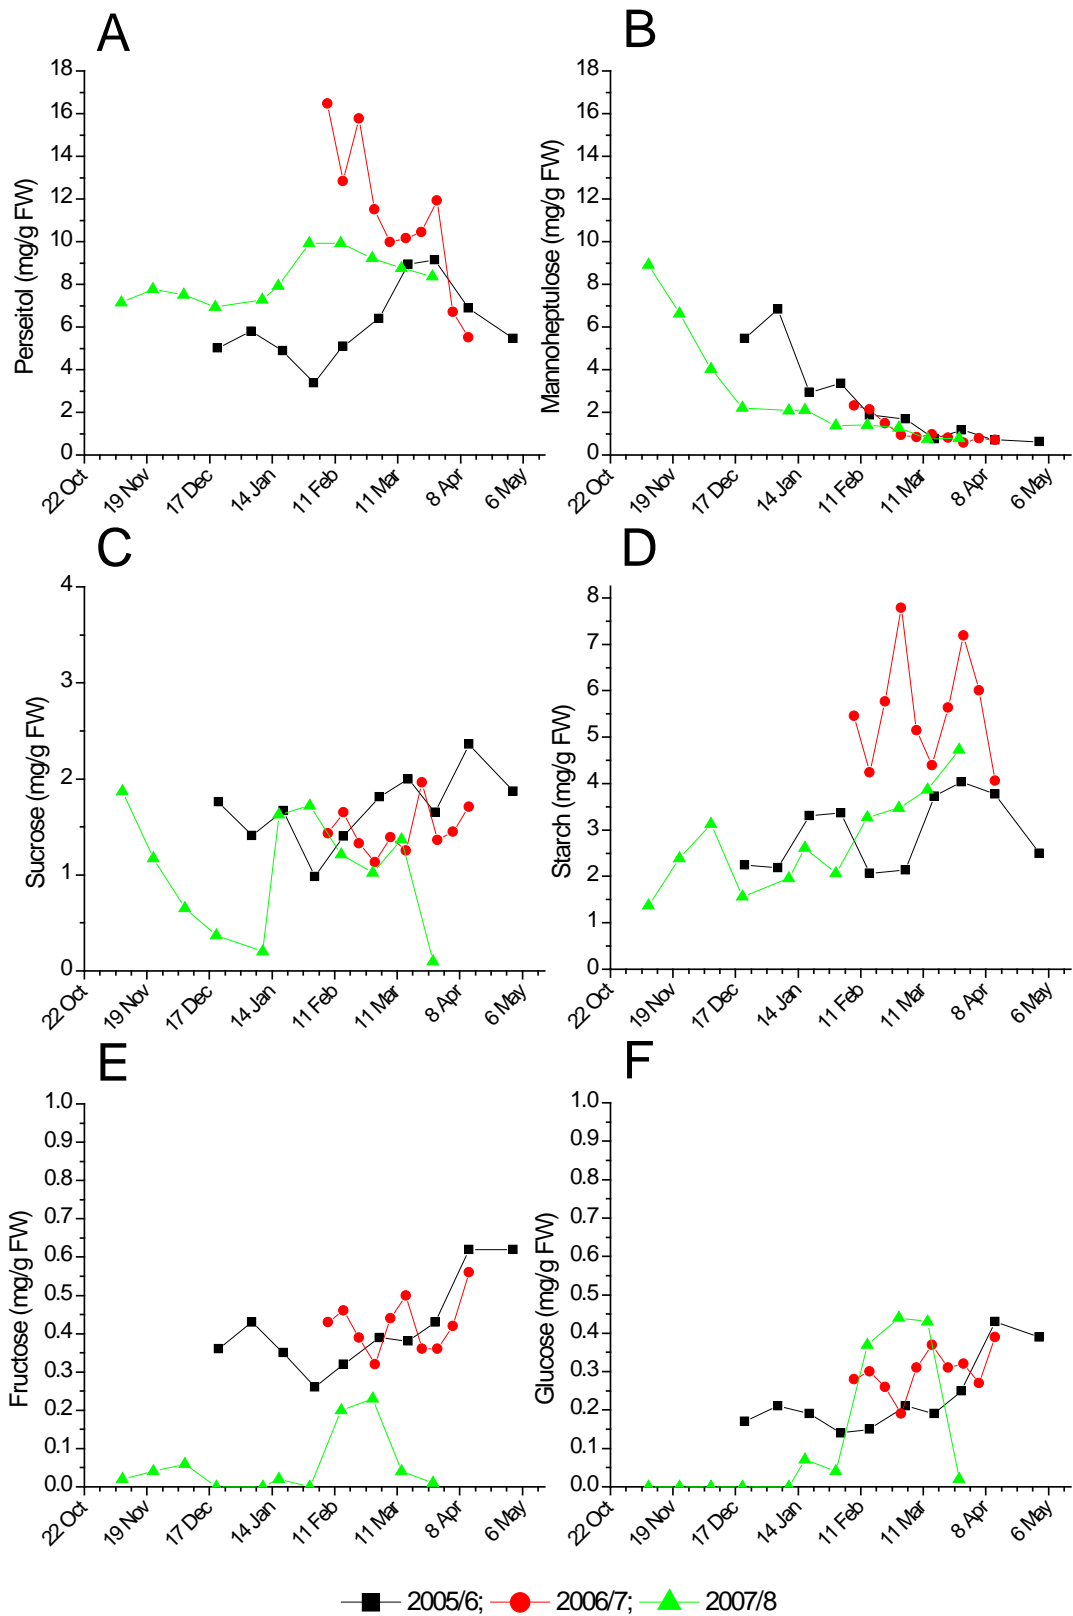 A
Perseitol (mg/g FW)
18
16
14
12
10
8
6
4
2
0
22 Oct
19 Nov
17 Dec
14 Jan
11 Feb
11 Mar
8 Apr
6 May
B
Mannoheptulose (mg/g FW)
18
16
14
12
10
8
6
4
2
0
22 Oct
19 Nov
17 Dec
14 Jan
11 Feb
11 Mar
8 Apr
6 May
C
Sucrose (mg/g FW)
4
3
2
1
0
22 Oct
19 Nov
17 Dec
14 Jan
11 Feb
11 Mar
8 Apr
6 May
D
Starch (mg/g FW)
8
7
6
5
4
3
2
1
0
22 Oct
19 Nov
17 Dec
14 Jan
11 Feb
11 Mar
8 Apr
6 May
E
Fructose (mg/g FW)
1.0
0.9
0.8
0.7
0.6
0.5
0.4
0.3
0.2
0.1
0.0
22 Oct
19 Nov
17 Dec
14 Jan
11 Feb
11 Mar
8 Apr
6 May
F
Glucose (mg/g FW)
1.0
0.9
0.8
0.7
0.6
0.5
0.4
0.3
0.2
0.1
0.0
22 Oct
19 Nov
17 Dec
14 Jan
11 Feb
11 Mar
8 Apr
6 May
2005/6; 2006/7; 2007/8